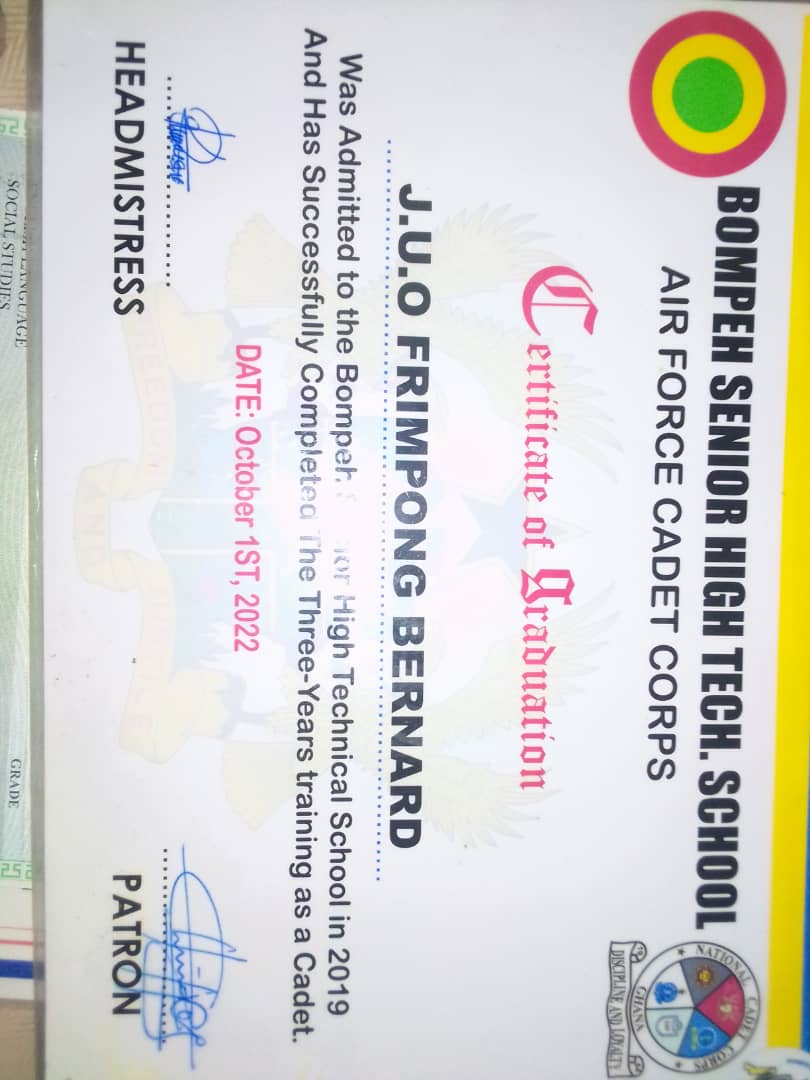 BOMPEH SENIOR HIGH TECH. SCHOOL
AIR FORCE CADET CORPS
NATIONAL CADET CORPS
GHANA
DISCIPLINE AND LOYALTY
Certificate of Graduation
J.U.O FRIMPONG BERNARD
Was Admitted to the Bompeh Senior High Technical School in 2019
And Has Successfully Completed The Three-Years training as a Cadet.
DATE: October 1ST, 2022
FREEDOM AND JUSTICE
HEADMISTRESS
PATRON
LANGUAGE
SOCIAL STUDIES
GRADE